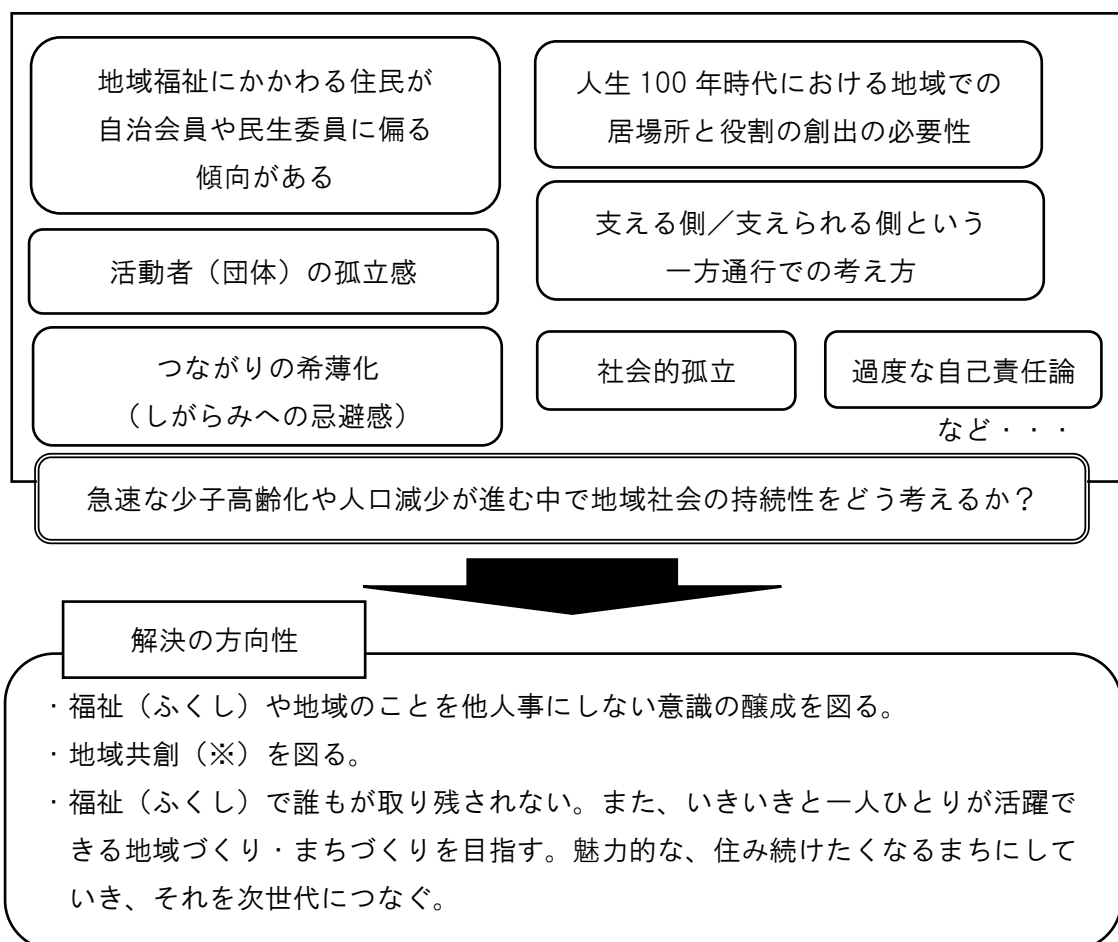 地域福祉にかかわる住民が
自治会員や民生委員に偏る
傾向がある
人生 100 年時代における地域での
居場所と役割の創出の必要性
支える側／支えられる側という
一方通行での考え方
活動者（団体）の孤立感
つながりの希薄化
（しがらみへの忌避感）
社会的孤立
過度な自己責任論
など・・・
急速な少子高齢化や人口減少が進む中で地域社会の持続性をどう考えるか？
解決の方向性
・福祉（ふくし）や地域のことを他人事にしない意識の醸成を図る。
・地域共創（※）を図る。
・福祉（ふくし）で誰もが取り残されない。また、いきいきと一人ひとりが活躍で
きる地域づくり・まちづくりを目指す。魅力的な、住み続けたくなるまちにして
いき、それを次世代につなぐ。